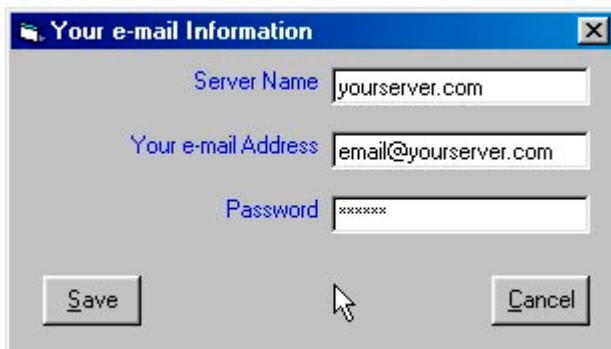 Your e-mail Information
Server Name yourserver.com
Your e-mail Address email@yourserver.com
Password ××××××
Save Cancel